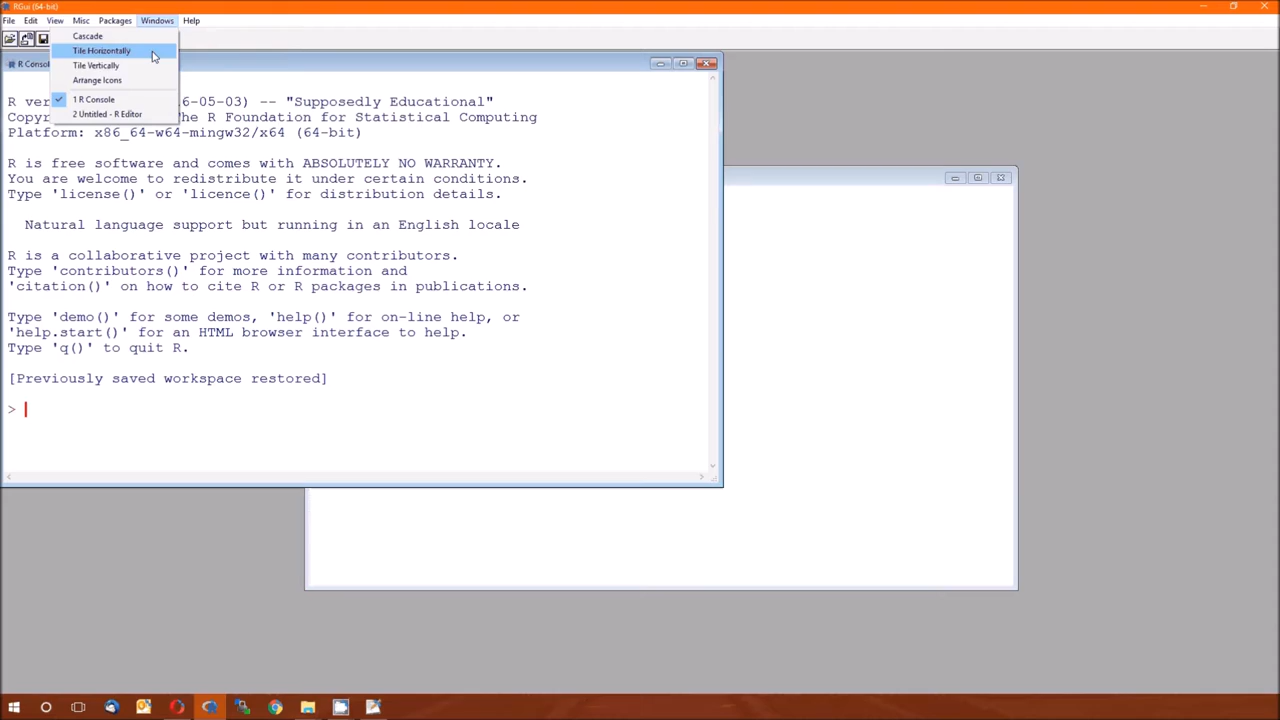 RGui (64-bit)
File Edit View Misc Packages Windows Help
Cascade
Tile Horizontally
Tile Vertically
Arrange Icons
1 R Console
2 Untitled - R Editor
R Conso
R ver 6-05-03) -- "Supposedly Educational"
Copy he R Foundation for Statistical Computing
Platform: x86_64-w64-mingw32/x64 (64-bit)
R is free software and comes with ABSOLUTELY NO WARRANTY.
You are welcome to redistribute it under certain conditions.
Type 'license()' or 'licence()' for distribution details.
Natural language support but running in an English locale
R is a collaborative project with many contributors.
Type 'contributors()' for more information and
'citation()' on how to cite R or R packages in publications.
Type 'demo()' for some demos, 'help()' for on-line help, or
'help.start()' for an HTML browser interface to help.
Type 'q()' to quit R.
[Previously saved workspace restored]
>